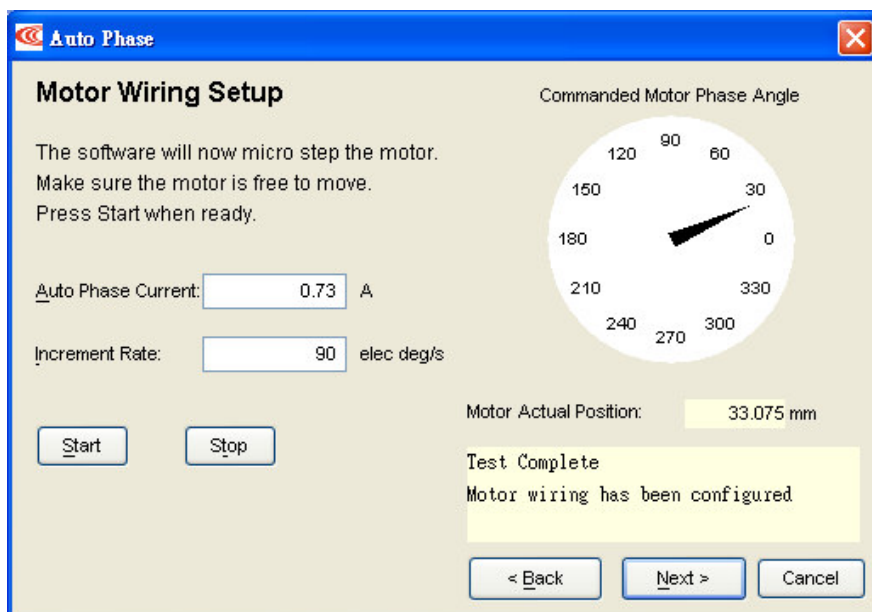 Auto Phase
Motor Wiring Setup
The software will now micro step the motor.
Make sure the motor is free to move.
Press Start when ready.
Auto Phase Current: 0.73 A
Increment Rate: 90 elec deg/s
Start Stop
Commanded Motor Phase Angle
90
120 60
150 30
180 0
210 330
240 300
270
Motor Actual Position: 33.075 mm
Test Complete
Motor wiring has been configured
< Back Next > Cancel